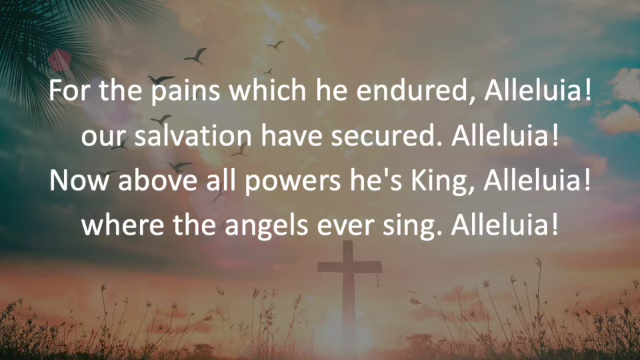 For the pains which he endured, Alleluia!
our salvation have secured. Alleluia!
Now above all powers he's King, Alleluia!
where the angels ever sing. Alleluia!